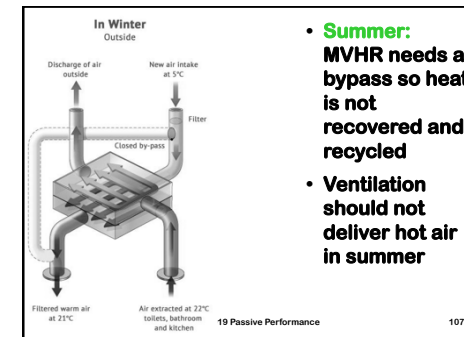 In Winter
Outside
Discharge of air
outside
New air intake
at 5°C
Filter
Closed by-pass
Filtered warm air
at 21°C
Air extracted at 22°C
toilets, bathroom
and kitchen
• Summer:
MVHR needs a
bypass so heat
is not
recovered and
recycled
• Ventilation
should not
deliver hot air
in summer
19 Passive Performance
107